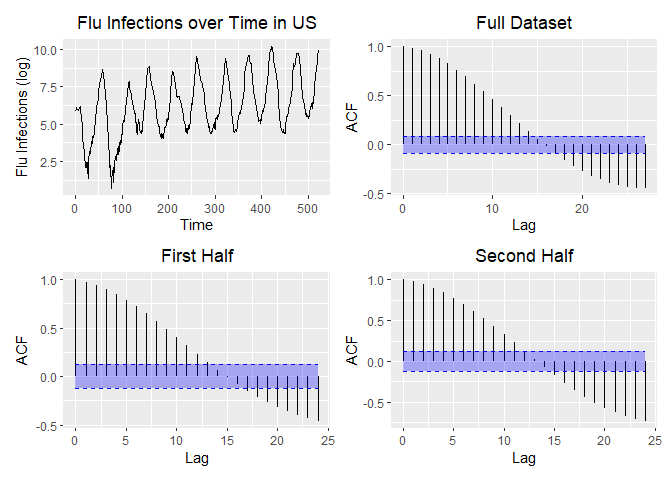 Flu Infections over Time in US
Flu Infections (log)
10.0
7.5
5.0
2.5
0 100 200 300 400 500
Time
Full Dataset
ACF
1.0
0.5
0.0
-0.5
0 10 20
Lag
First Half
ACF
1.0
0.5
0.0
-0.5
0 5 10 15 20 25
Lag
Second Half
ACF
1.0
0.5
0.0
-0.5
0 5 10 15 20 25
Lag